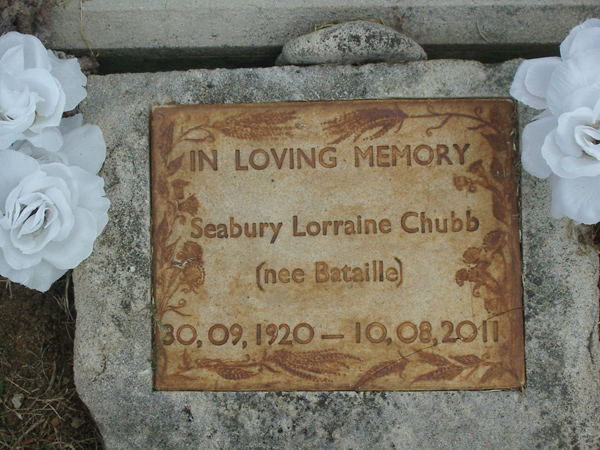 IN LOVING MEMORY
Seabury Lorraine Chubb
(nee Bataille)
30, 09, 1920 — 10, 08, 2011